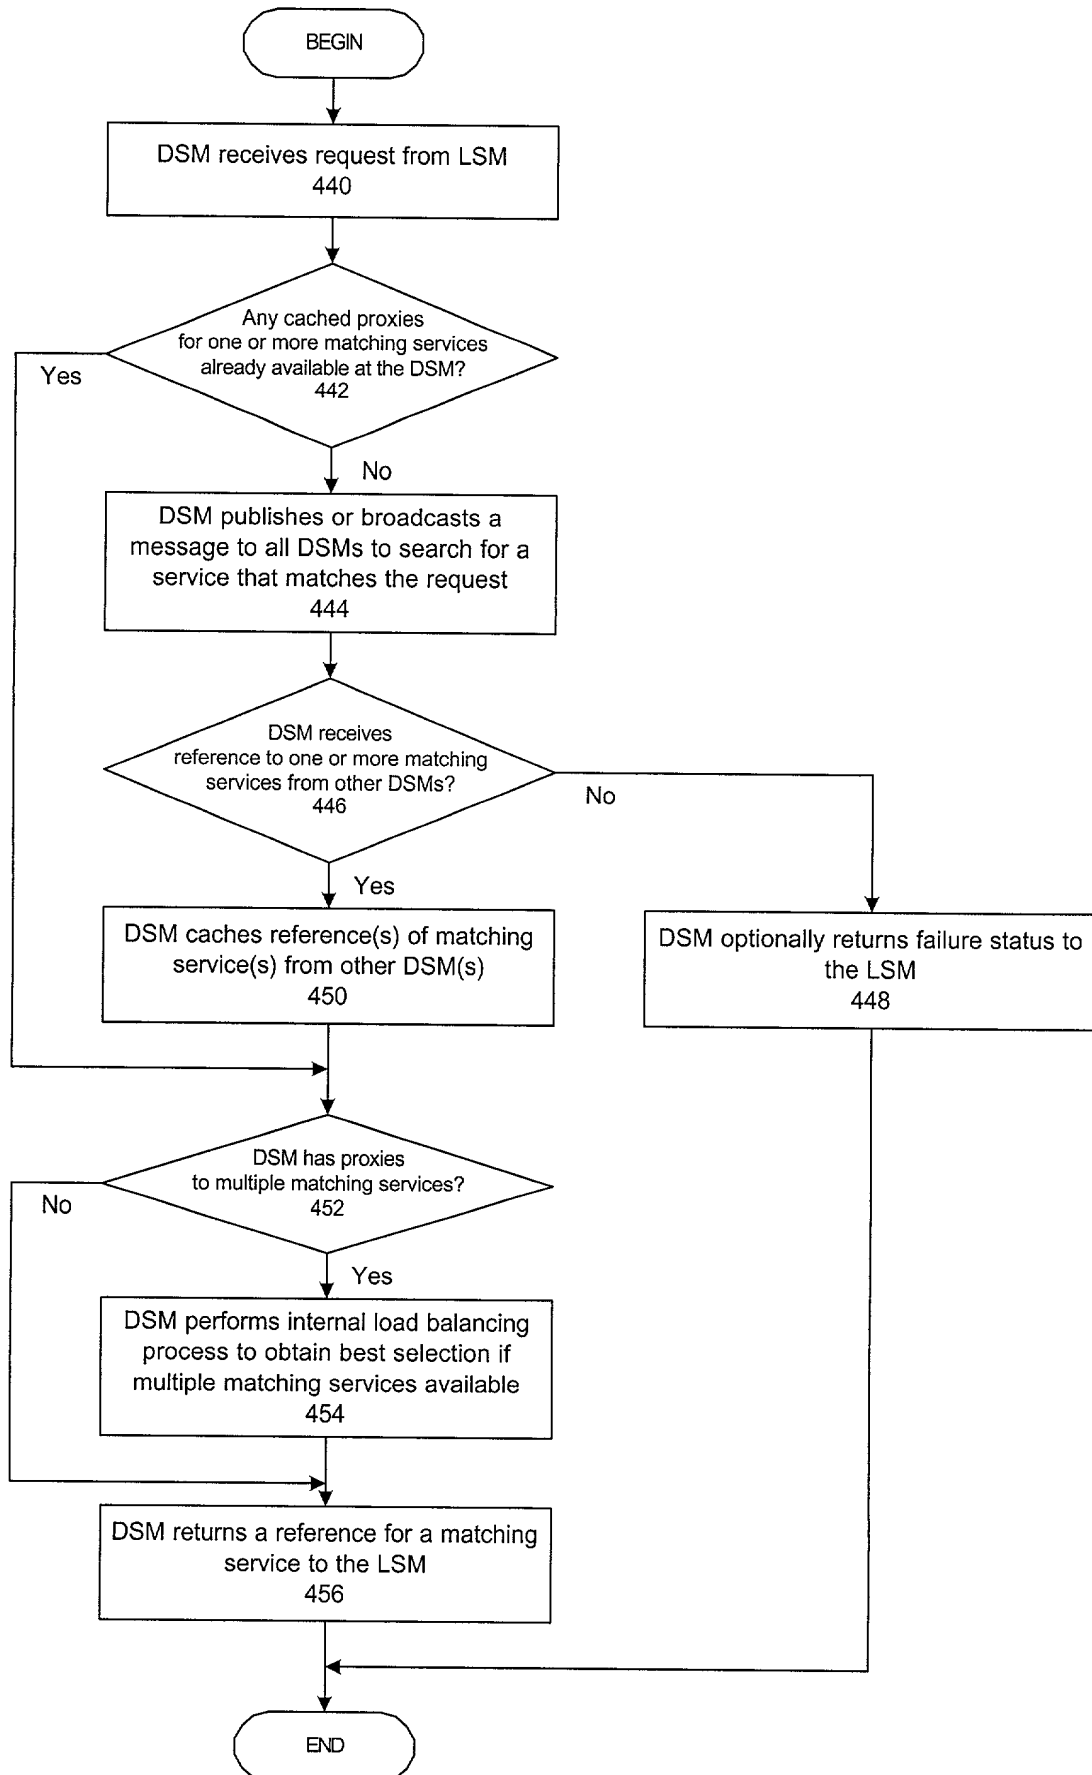 BEGIN
DSM receives request from LSM
440
Any cached proxies
for one or more matching services
already available at the DSM?
442
Yes
No
DSM publishes or broadcasts a
message to all DSMs to search for a
service that matches the request
444
DSM receives
reference to one or more matching
services from other DSMs?
446
No
Yes
DSM caches reference(s) of matching
service(s) from other DSM(s)
450
DSM optionally returns failure status to
the LSM
448
DSM has proxies
to multiple matching services?
452
No
Yes
DSM performs internal load balancing
process to obtain best selection if
multiple matching services available
454
DSM returns a reference for a matching
service to the LSM
456
END